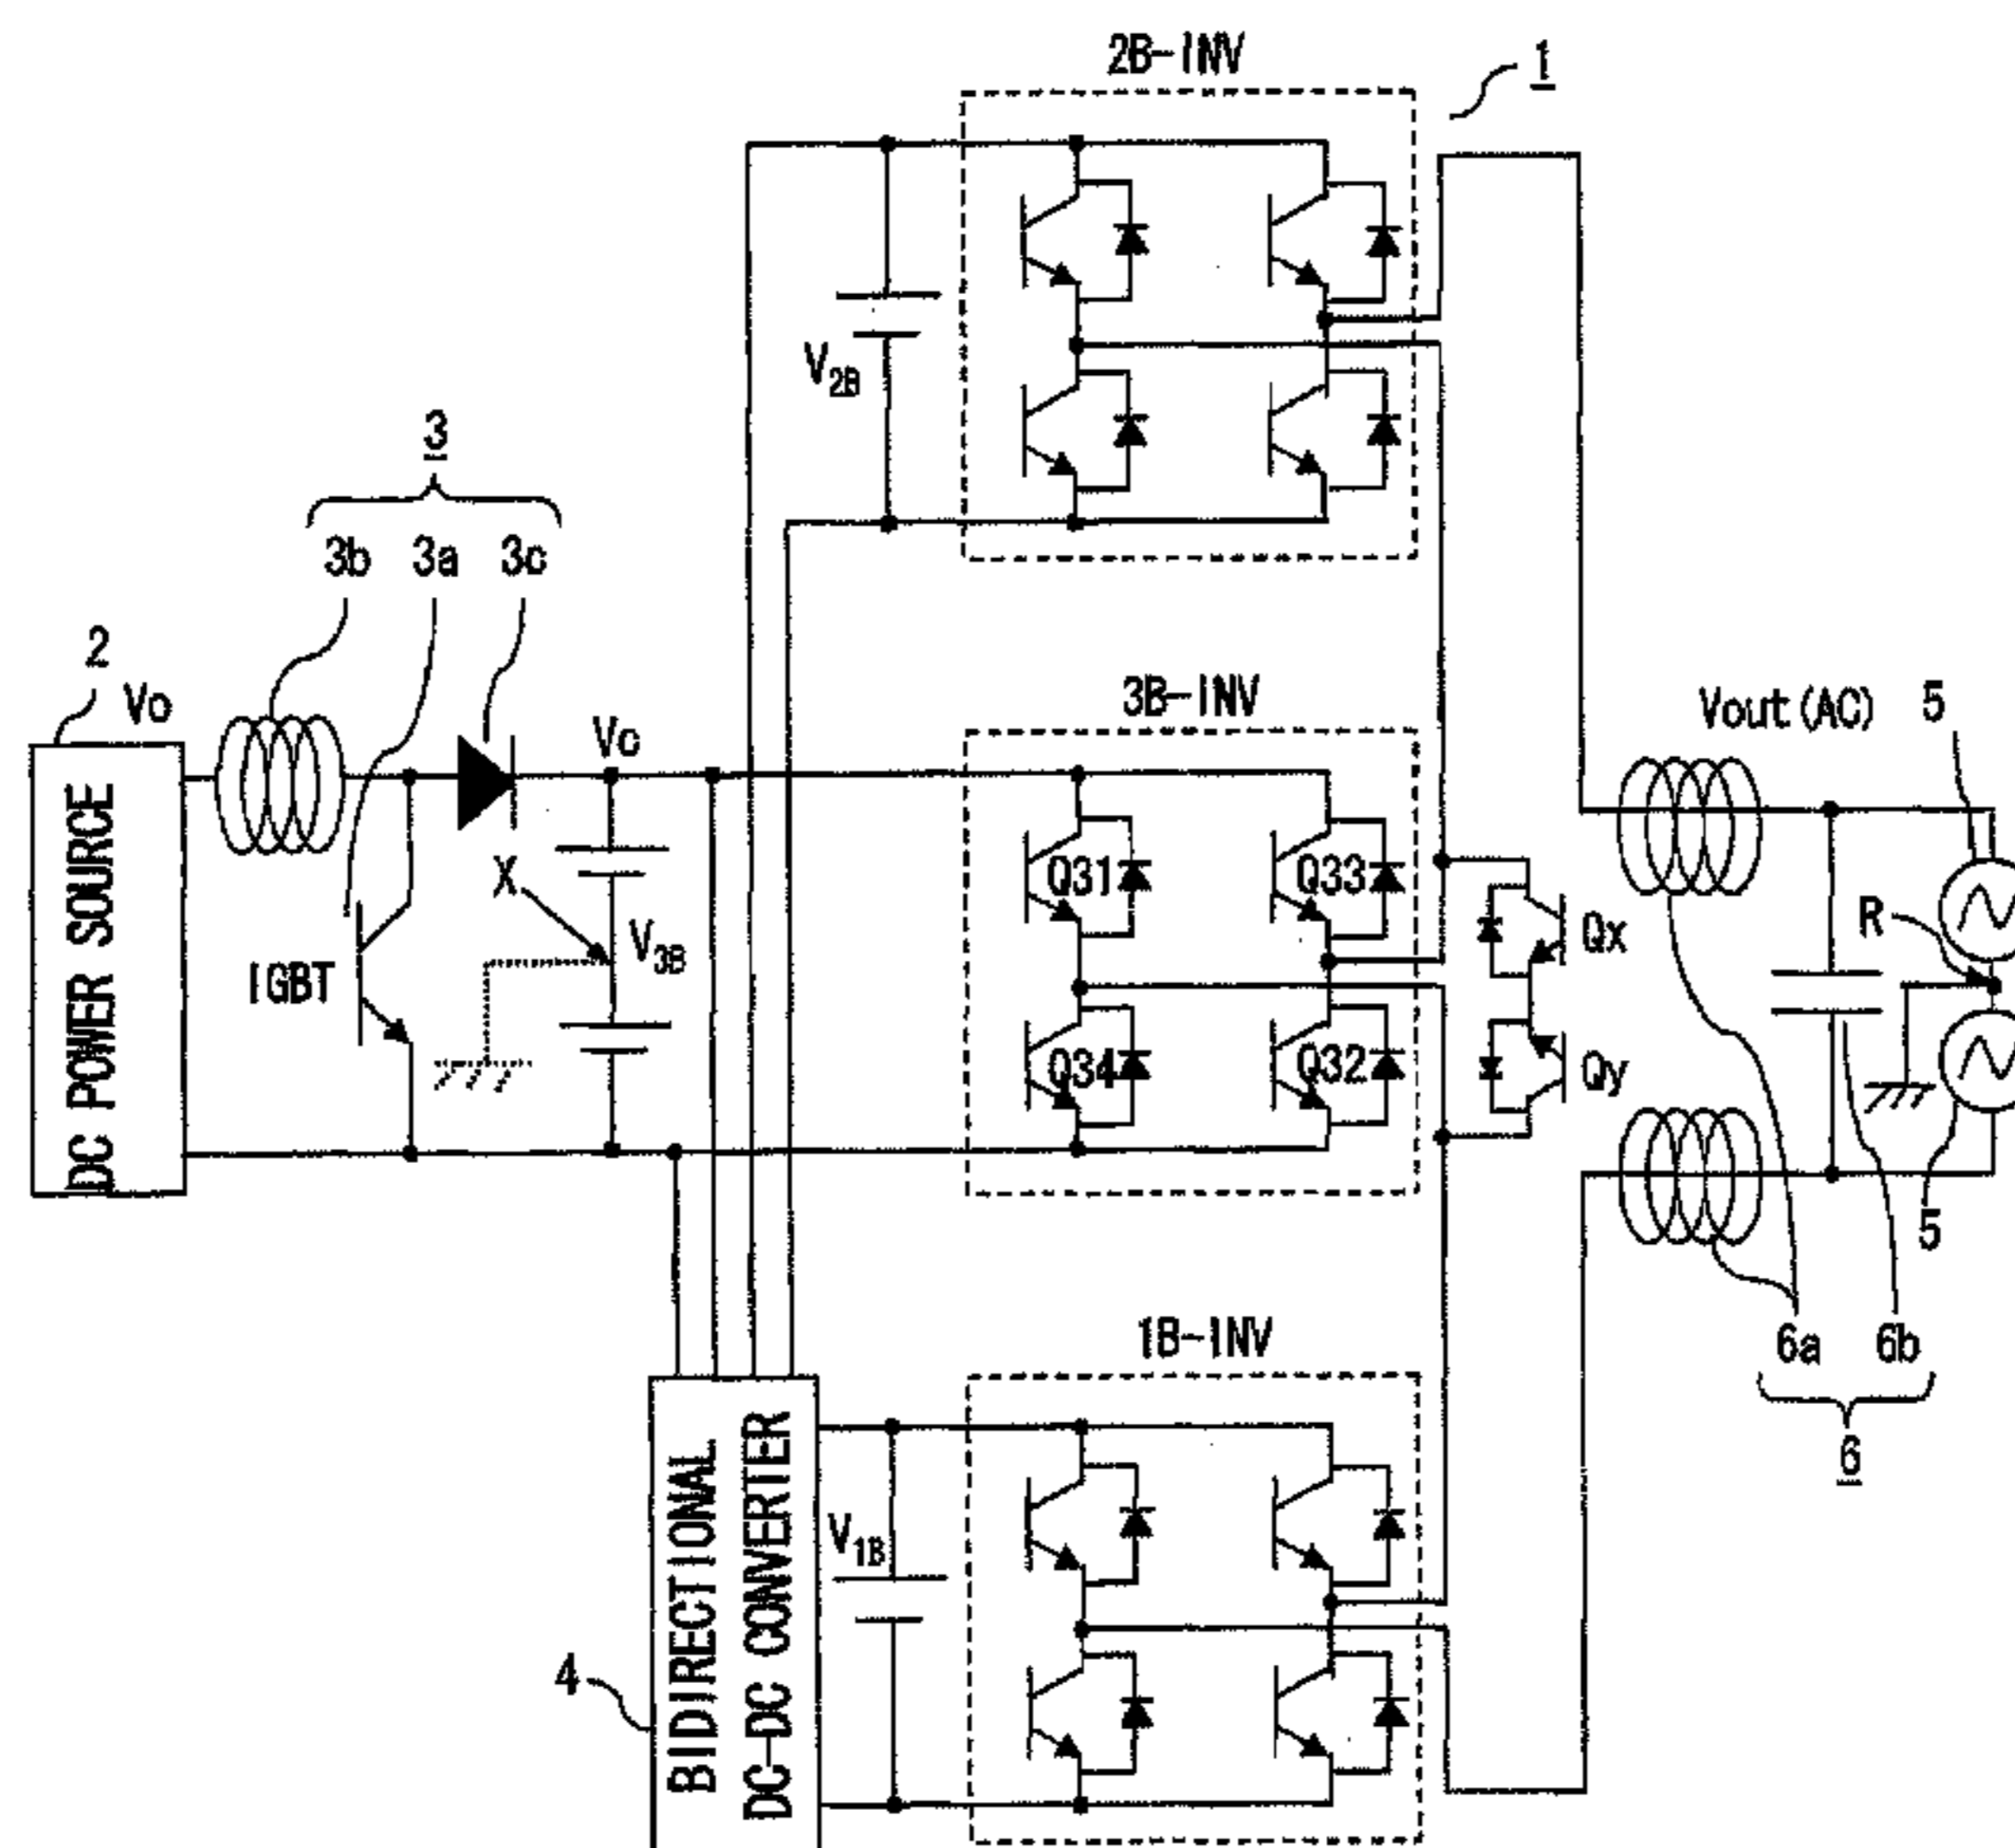 2B-INV
1
V2B
3
3b 3a 3c
2
Vo
DC POWER SOURCE
IGBT
X
Vc
V3B
3B-INV
Q31
Q33
Q34
Q32
Qx
Qy
Vout(AC)
5
R
5
6a 6b
6
1B-INV
V1B
4
BIDIRECTIONAL
DC-DC CONVERTER